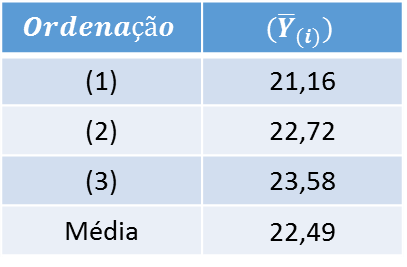 Ordenação (Ȳ₍ᵢ₎)
(1) 21,16
(2) 22,72
(3) 23,58
Média 22,49